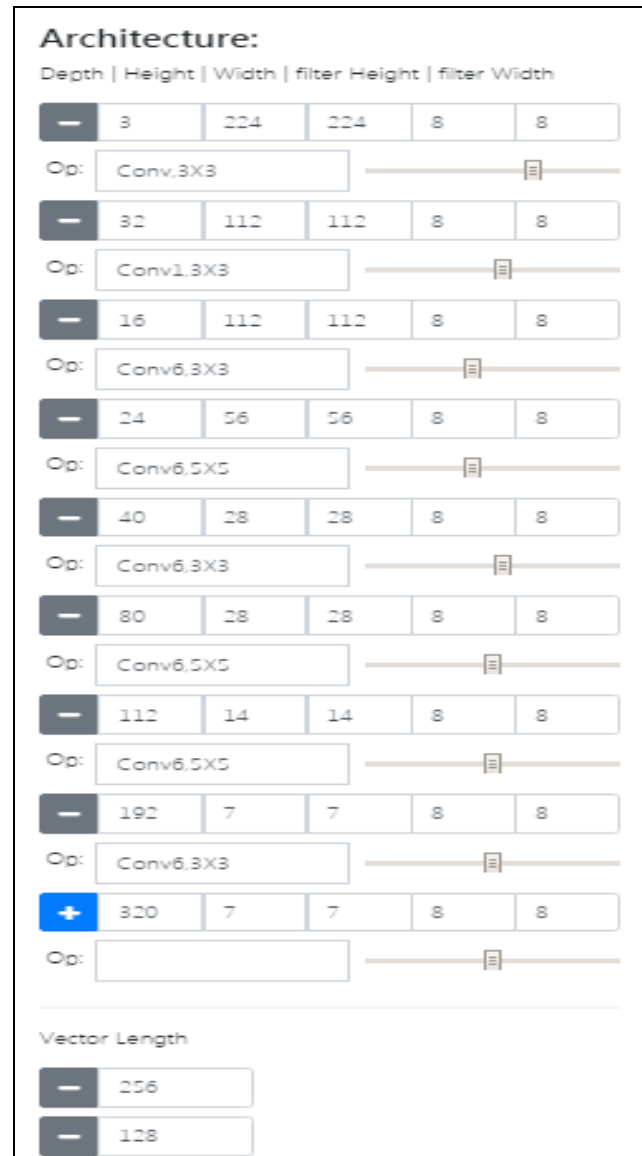 Architecture:
Depth | Height | Width | filter Height | filter Width
− 3 224 224 8 8
Op: Conv,3X3
− 32 112 112 8 8
Op: Conv1,3X3
− 16 112 112 8 8
Op: Conv6,3X3
− 24 56 56 8 8
Op: Conv6,5X5
− 40 28 28 8 8
Op: Conv6,3X3
− 80 28 28 8 8
Op: Conv6,5X5
− 112 14 14 8 8
Op: Conv6,5X5
− 192 7 7 8 8
Op: Conv6,3X3
+ 320 7 7 8 8
Op:
Vector Length
− 256
− 128